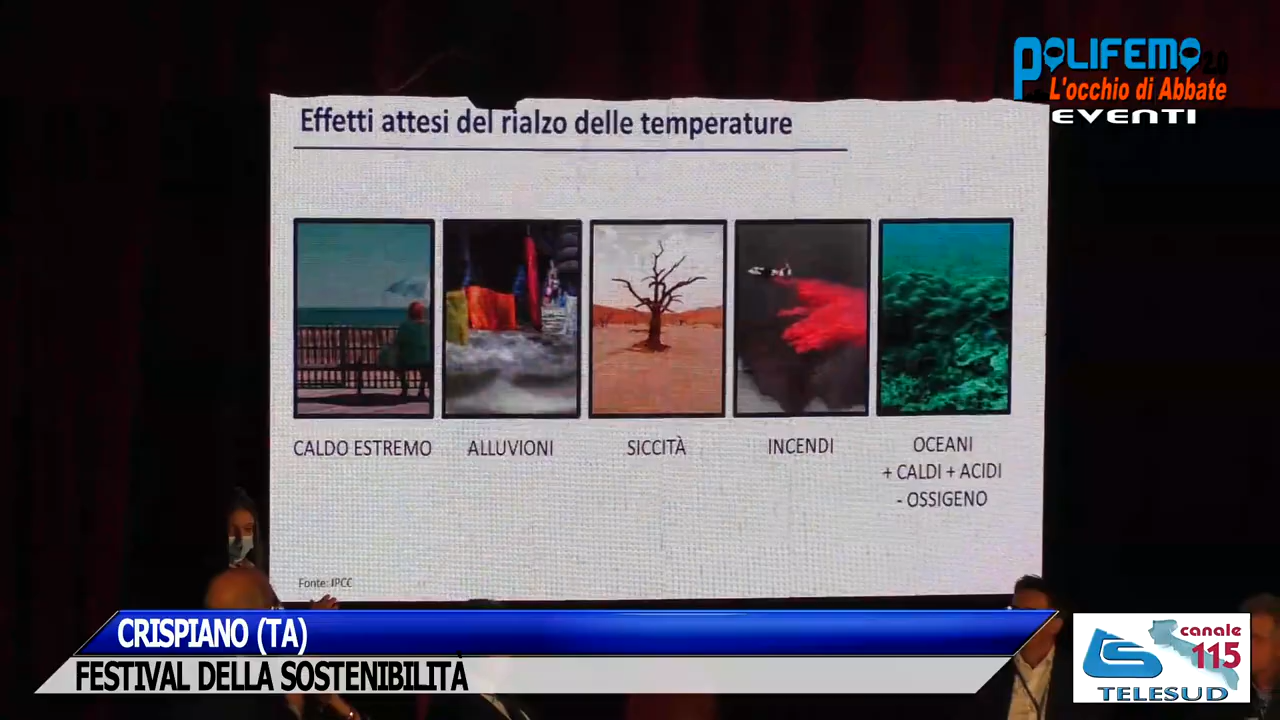 POLIFEMO 2.0
L'occhio di Abbate
EVENTI
Effetti attesi del rialzo delle temperature
CALDO ESTREMO
ALLUVIONI
SICCITÀ
INCENDI
OCEANI
+ CALDI + ACIDI
- OSSIGENO
Fonte: IPCC
CRISPIANO (TA)
FESTIVAL DELLA SOSTENIBILITÀ
canale
115
TELESUD